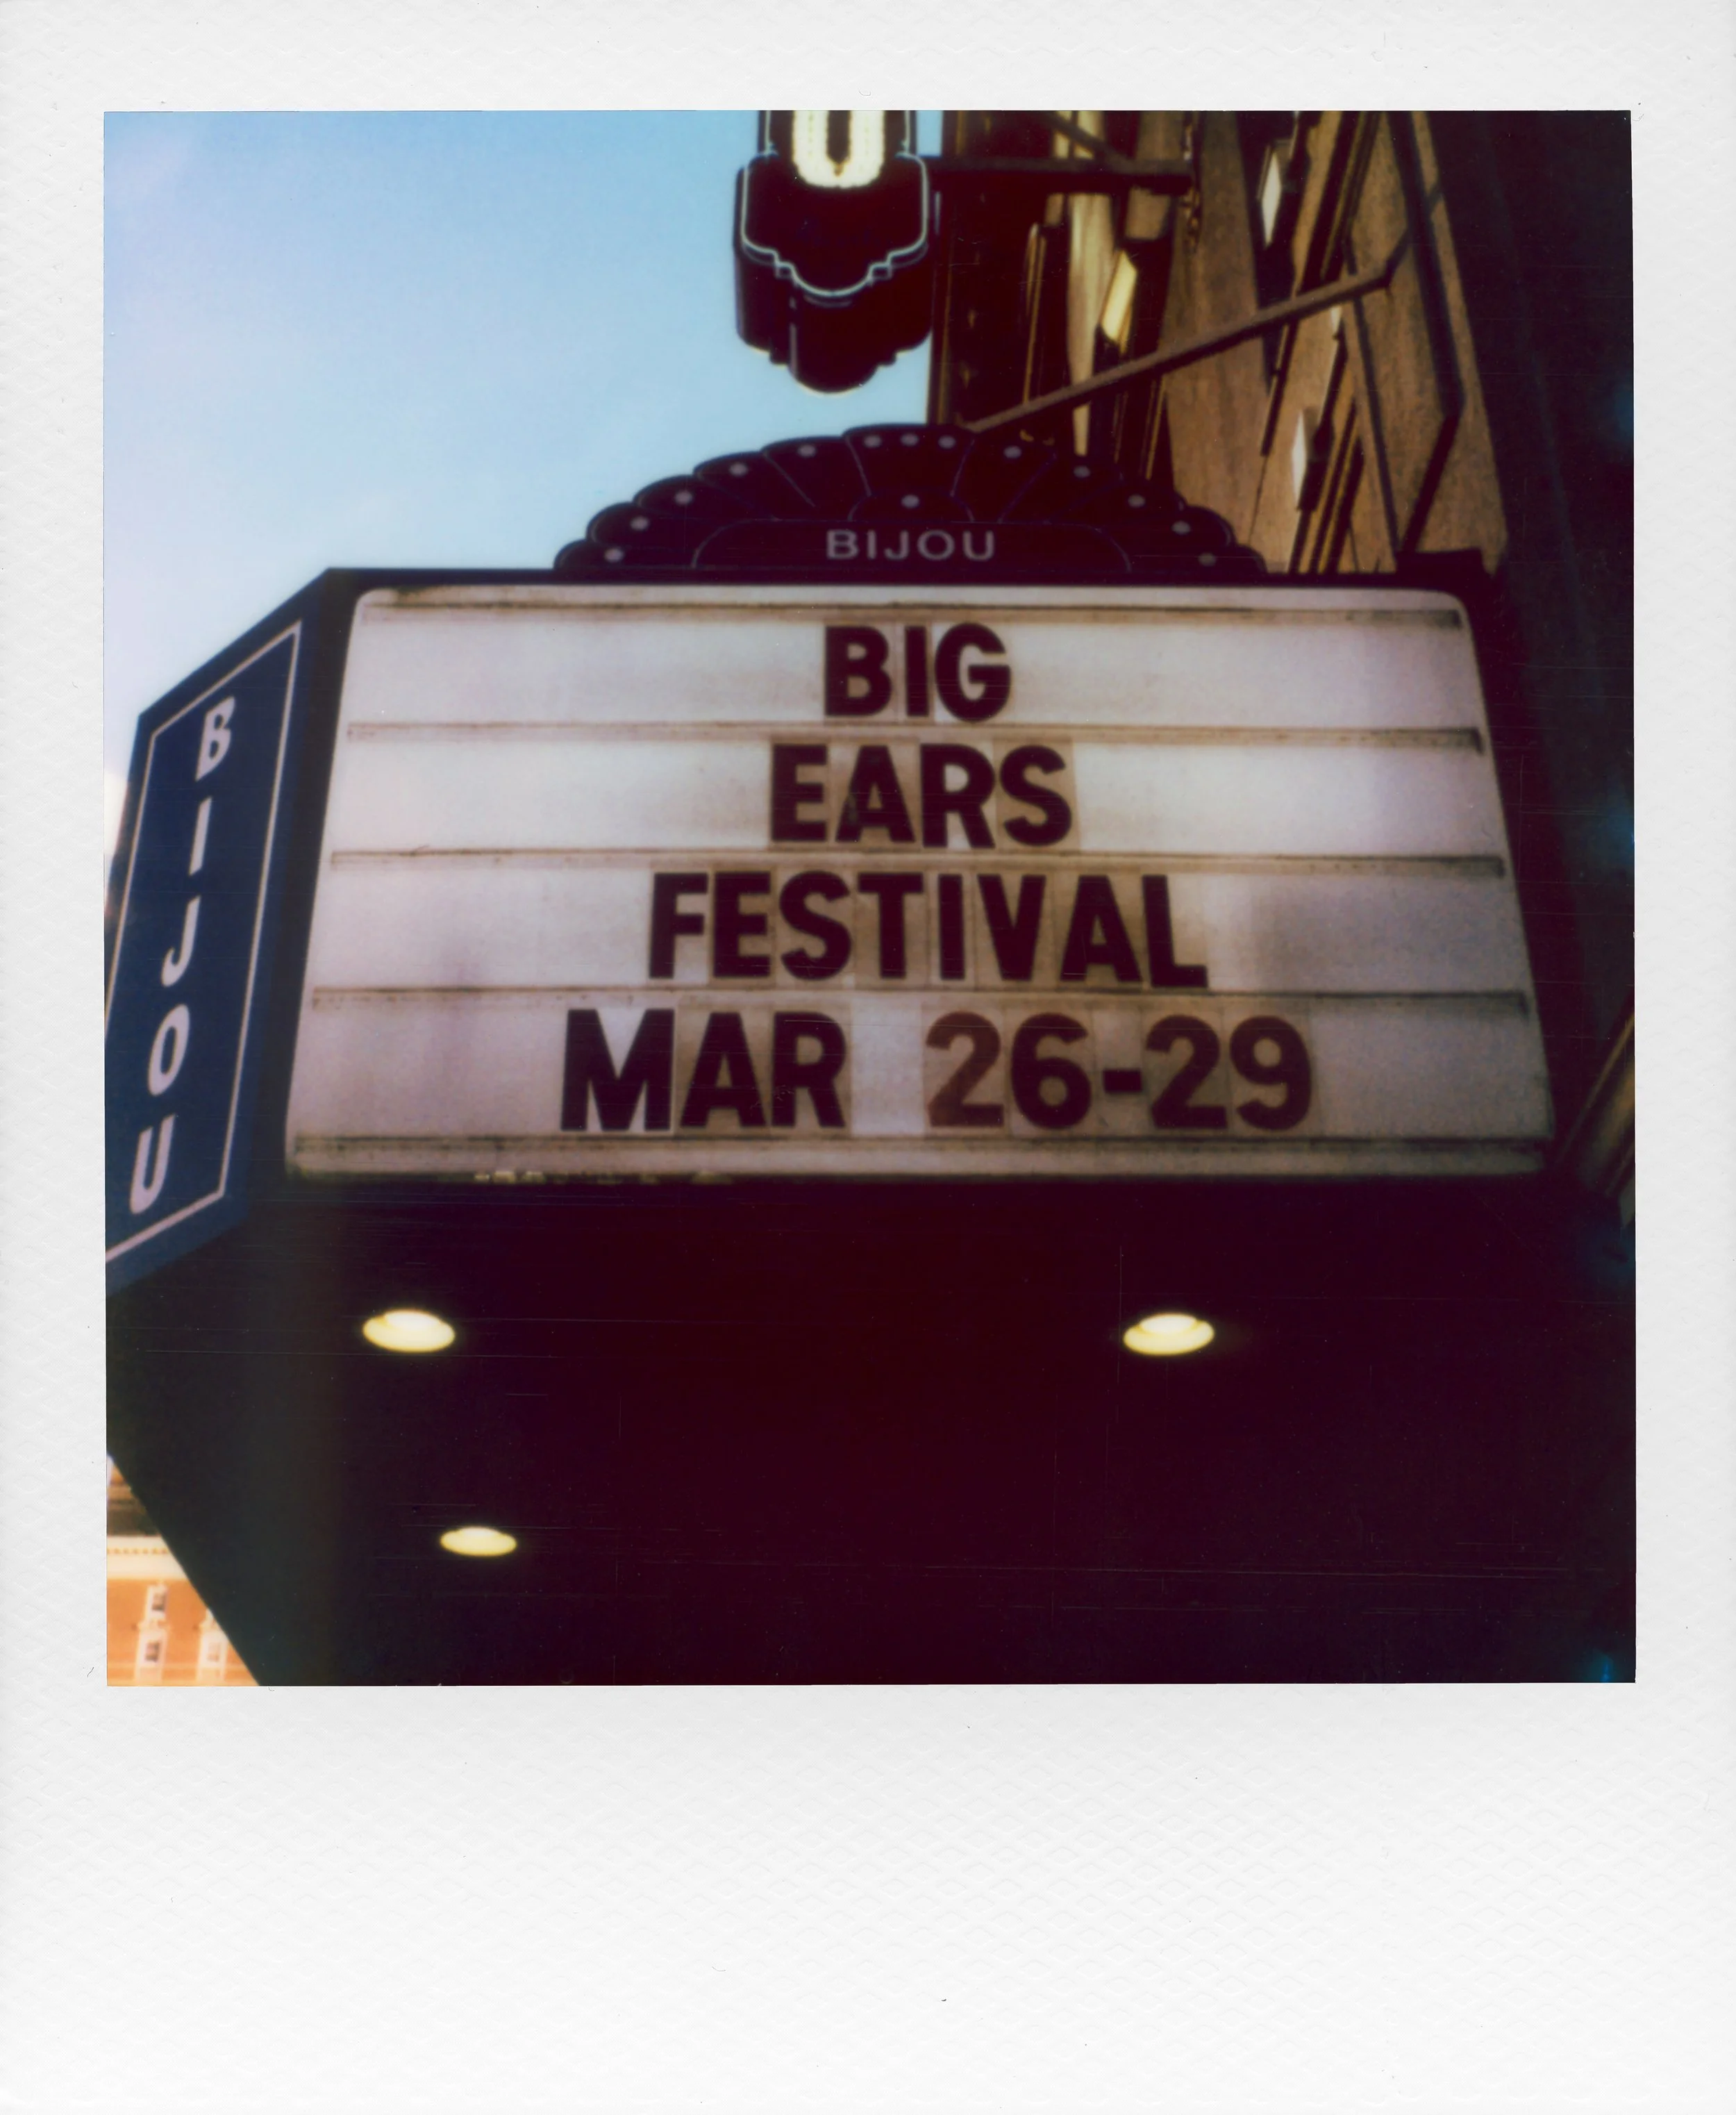 U
BIJOU
BIG
EARS
FESTIVAL
MAR 26-29
BIJOU